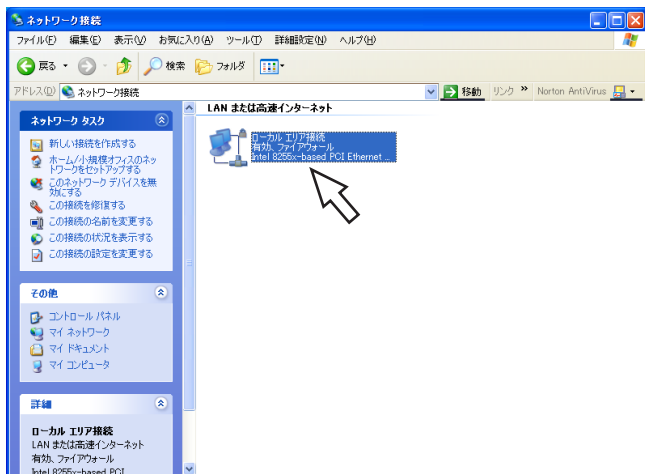 ネットワーク接続
ファイル(F) 編集(E) 表示(V) お気に入り(A) ツール(T) 詳細設定(N) ヘルプ(H)
戻る 検索 フォルダ
アドレス(D) ネットワーク接続 移動 リンク » Norton AntiVirus
ネットワーク タスク
新しい接続を作成する
ホーム/小規模オフィスのネッ
トワークをセットアップする
このネットワーク デバイスを無
効にする
この接続を修復する
この接続の名前を変更する
この接続の状況を表示する
この接続の設定を変更する
その他
コントロール パネル
マイ ネットワーク
マイ ドキュメント
マイ コンピュータ
詳細
ローカル エリア接続
LAN または高速インターネット
有効、ファイアウォール
Intel 8255x-based PCI
LAN または高速インターネット
ローカル エリア接続
有効、ファイアウォール
Intel 8255x-based PCI Ethernet ...